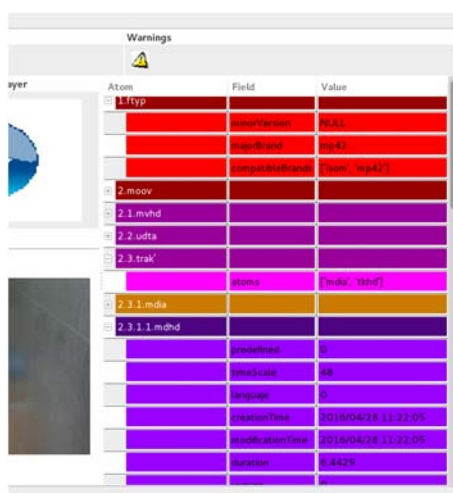 Warnings
ayer
Atom Field Value
1.ftyp
minorVersion NULL
majorBrand mp42
compatibleBrands ['isom', 'mp42']
2.moov
2.1.mvhd
2.2.udta
2.3.trak'
atoms ['mdia', 'tkhd']
2.3.1.mdia
2.3.1.1.mdhd
predefined 0
timeScale 48
languaje 0
creationTime 2016/04/28 11:22:05
modificationTime 2016/04/28 11:22:05
duration 6.4429